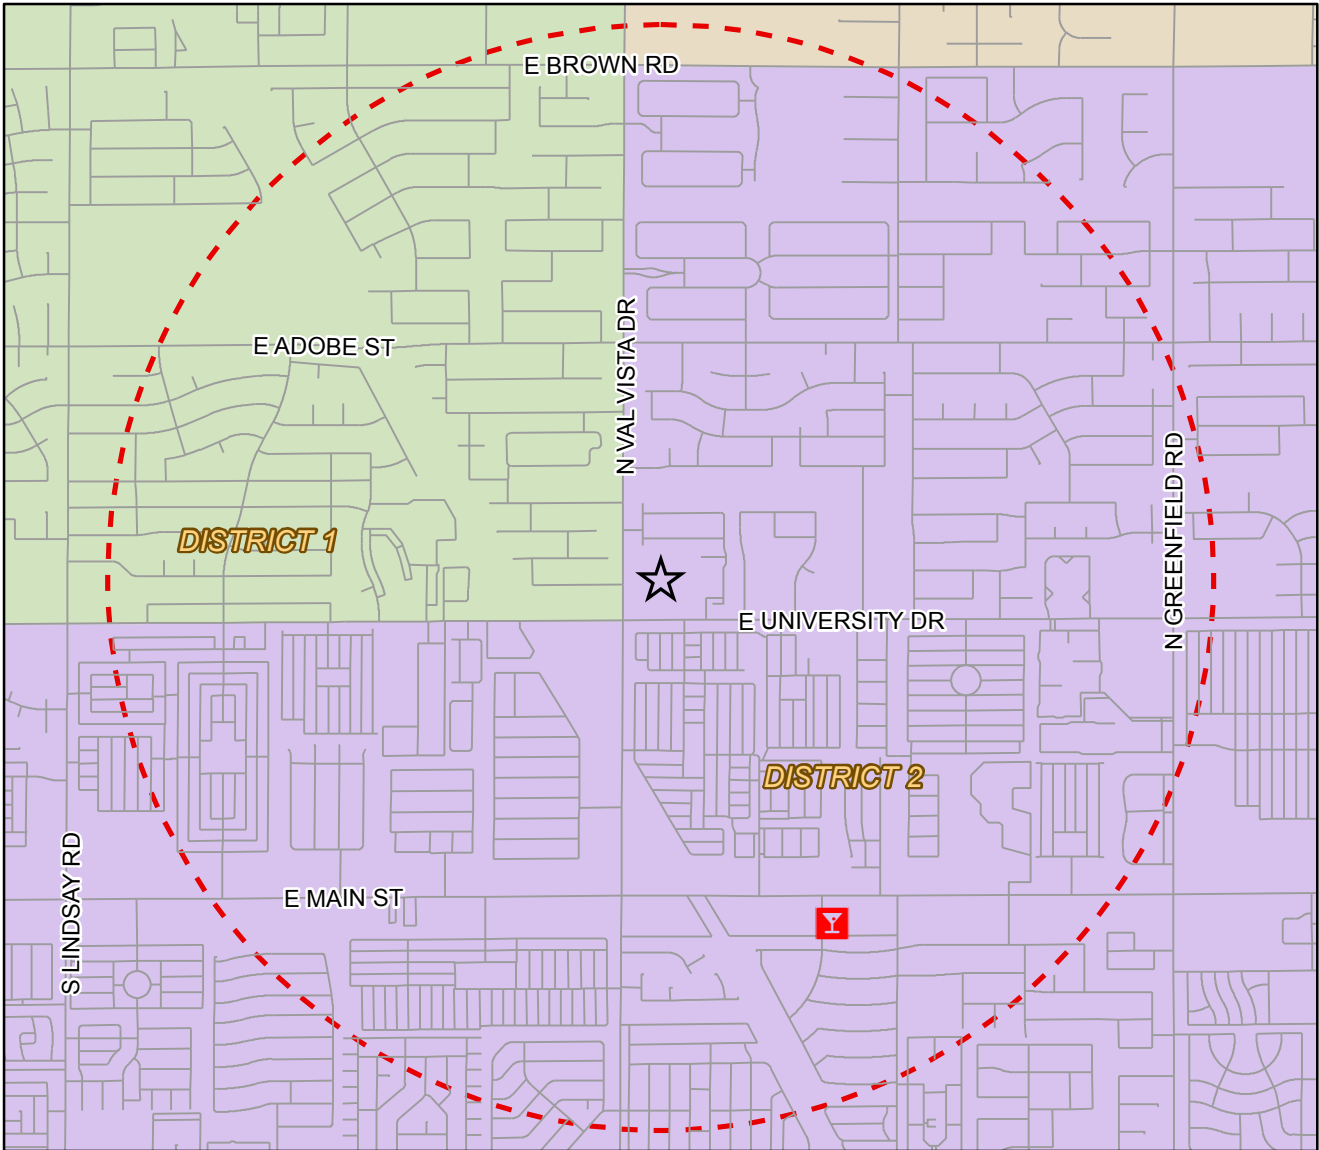 E BROWN RD
N VAL VISTA DR
E ADOBE ST
N GREENFIELD RD
DISTRICT 1
E UNIVERSITY DR
DISTRICT 2
S LINDSAY RD
E MAIN ST